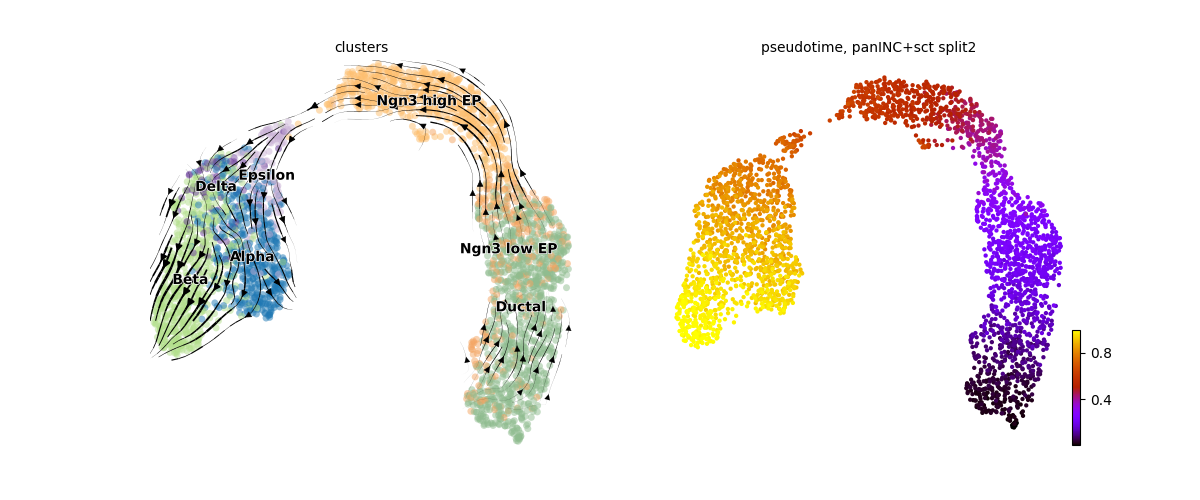 clusters
pseudotime, panINC+sct split2
Ngn3 high EP
Epsilon
Delta
Ngn3 low EP
Alpha
Beta
Ductal
0.8
0.4